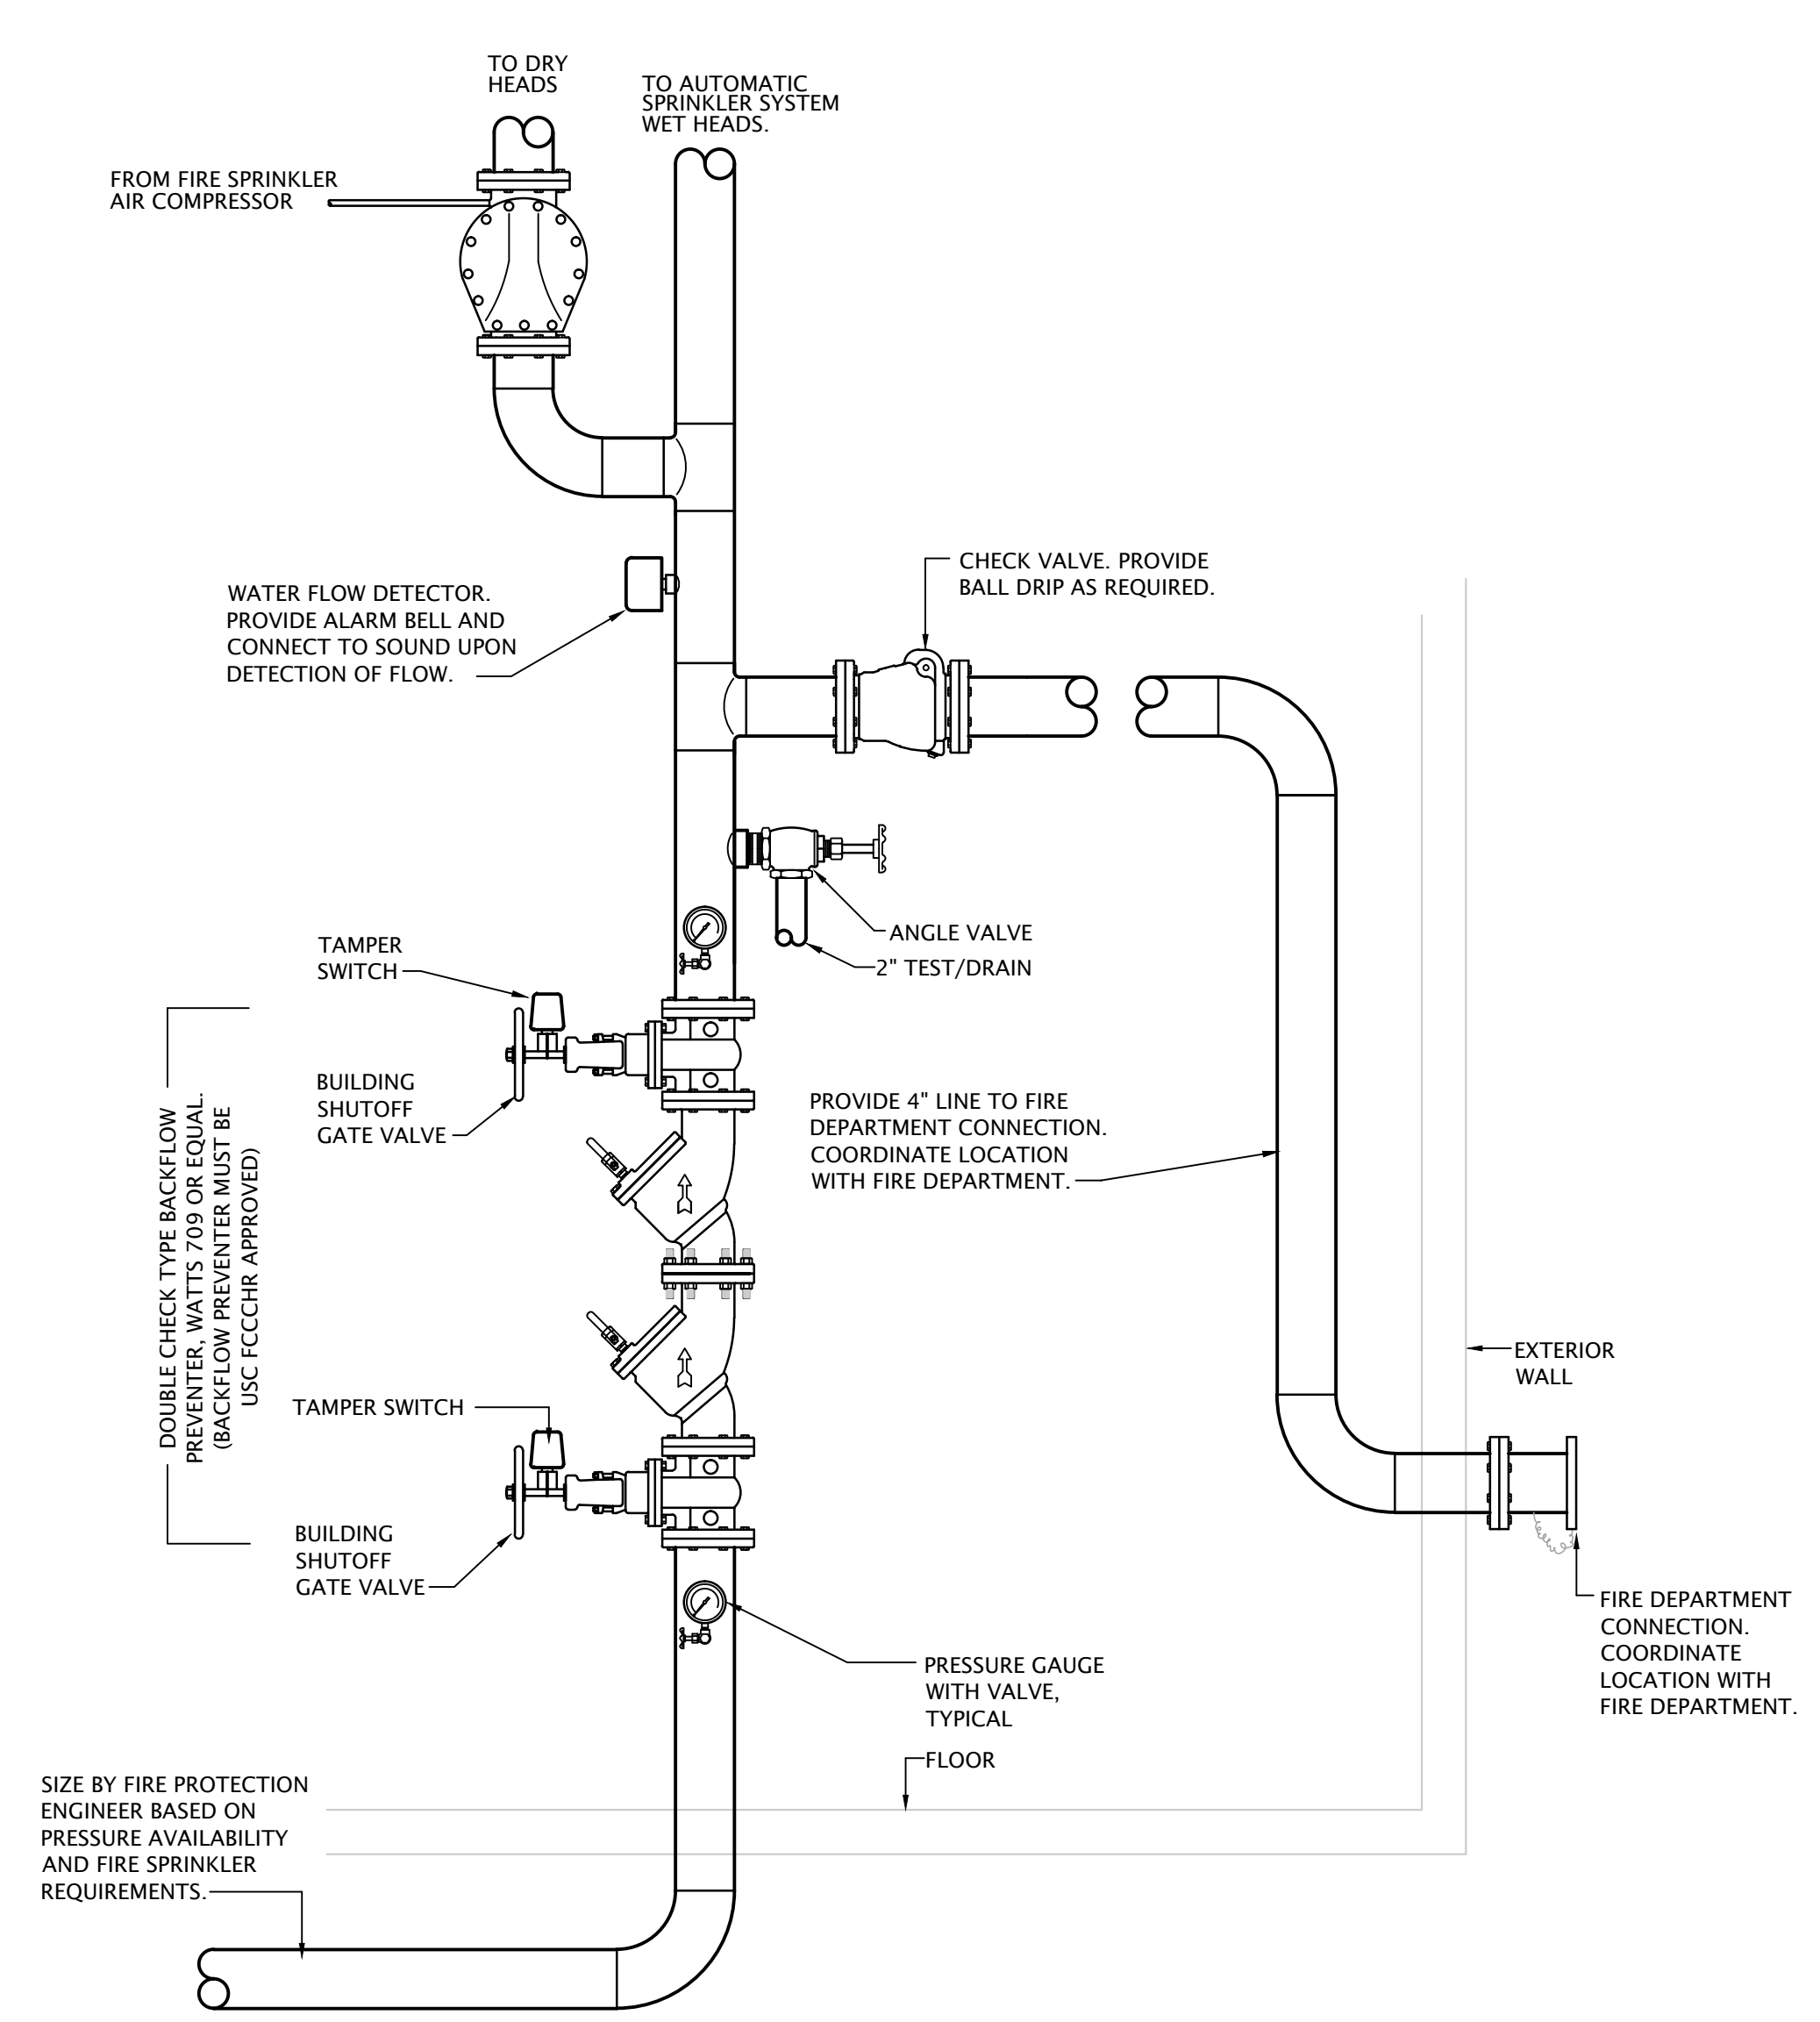 TO DRY
HEADS
TO AUTOMATIC
SPRINKLER SYSTEM
WET HEADS.
FROM FIRE SPRINKLER
AIR COMPRESSOR
CHECK VALVE. PROVIDE
BALL DRIP AS REQUIRED.
WATER FLOW DETECTOR.
PROVIDE ALARM BELL AND
CONNECT TO SOUND UPON
DETECTION OF FLOW.
ANGLE VALVE
2" TEST/DRAIN
TAMPER
SWITCH
BUILDING
SHUTOFF
GATE VALVE
PROVIDE 4" LINE TO FIRE
DEPARTMENT CONNECTION.
COORDINATE LOCATION
WITH FIRE DEPARTMENT.
DOUBLE CHECK TYPE BACKFLOW
PREVENTER, WATTS 709 OR EQUAL.
(BACKFLOW PREVENTER MUST BE
USC FCCCHR APPROVED)
EXTERIOR
WALL
TAMPER SWITCH
BUILDING
SHUTOFF
GATE VALVE
FIRE DEPARTMENT
CONNECTION.
COORDINATE
LOCATION WITH
FIRE DEPARTMENT.
PRESSURE GAUGE
WITH VALVE,
TYPICAL
FLOOR
SIZE BY FIRE PROTECTION
ENGINEER BASED ON
PRESSURE AVAILABILITY
AND FIRE SPRINKLER
REQUIREMENTS.